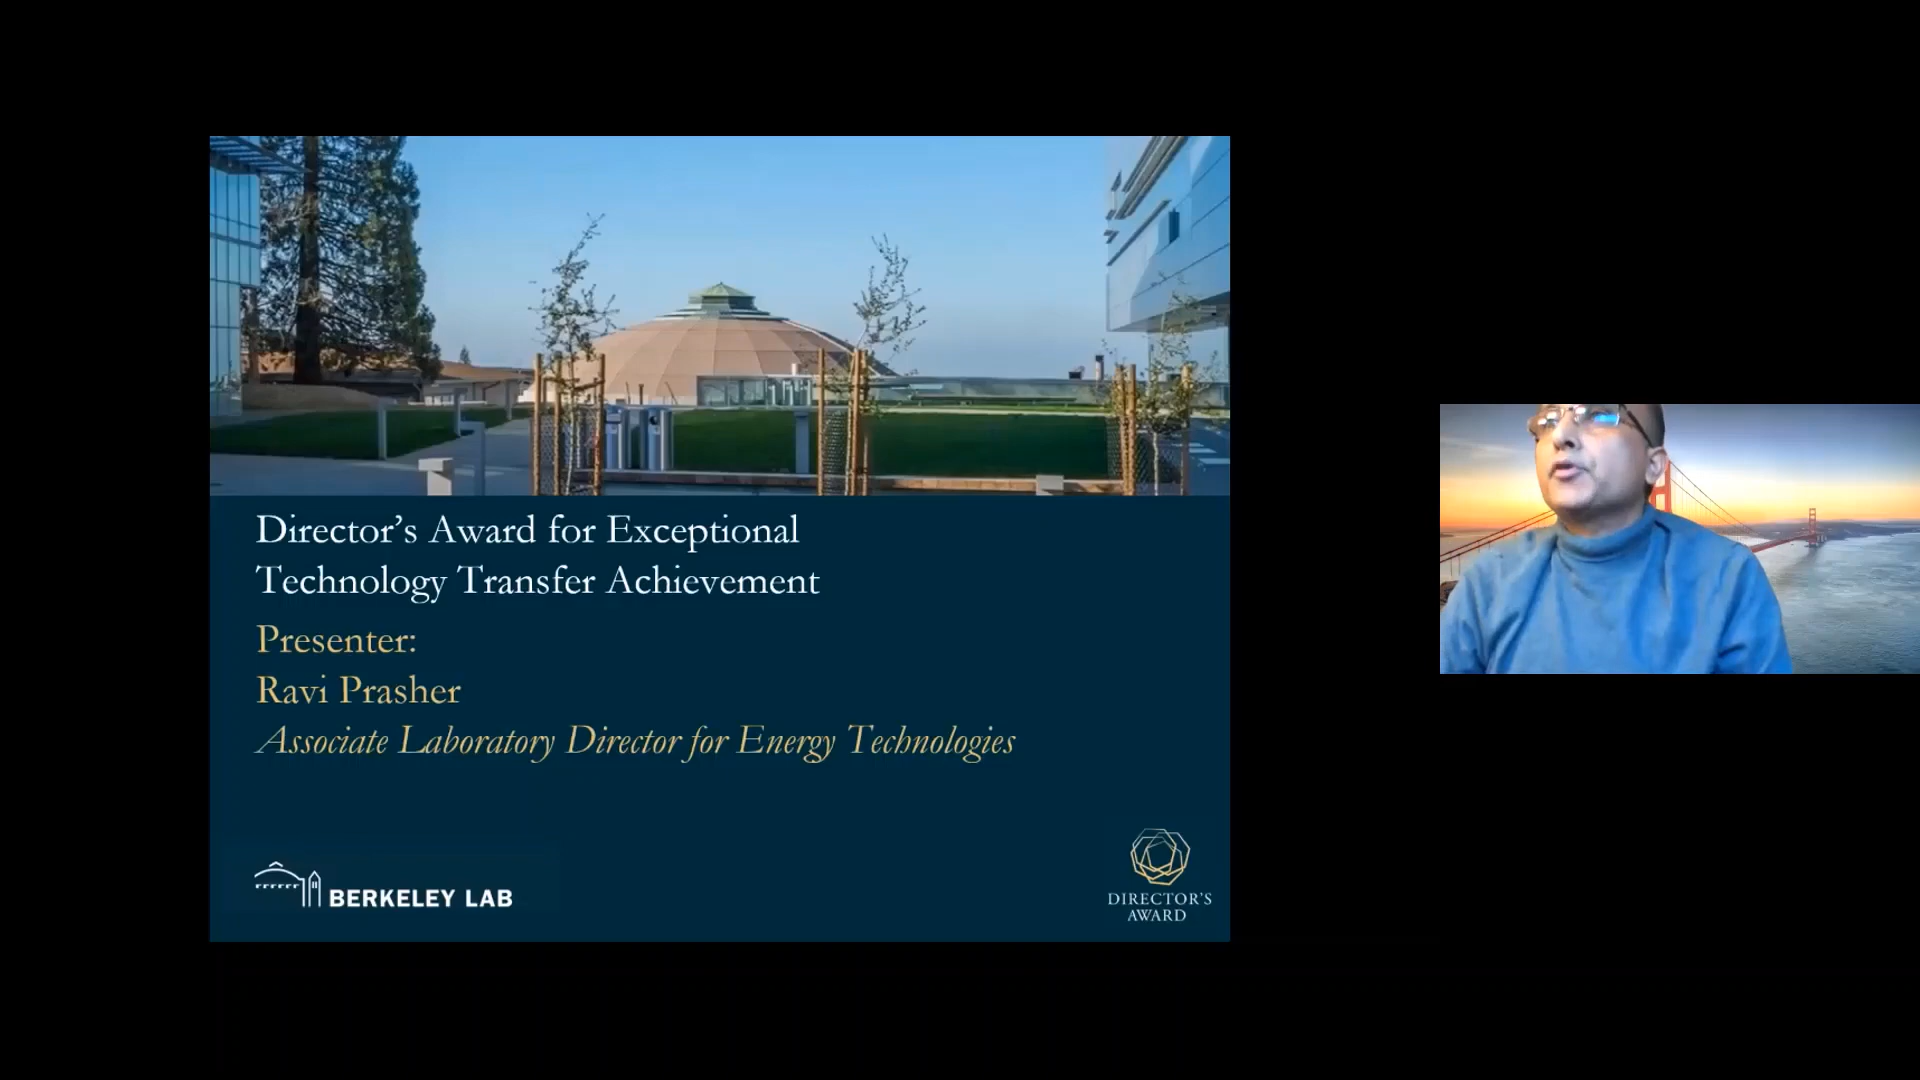 Director’s Award for Exceptional
Technology Transfer Achievement
Presenter:
Ravi Prasher
Associate Laboratory Director for Energy Technologies
BERKELEY LAB
DIRECTOR'S
AWARD